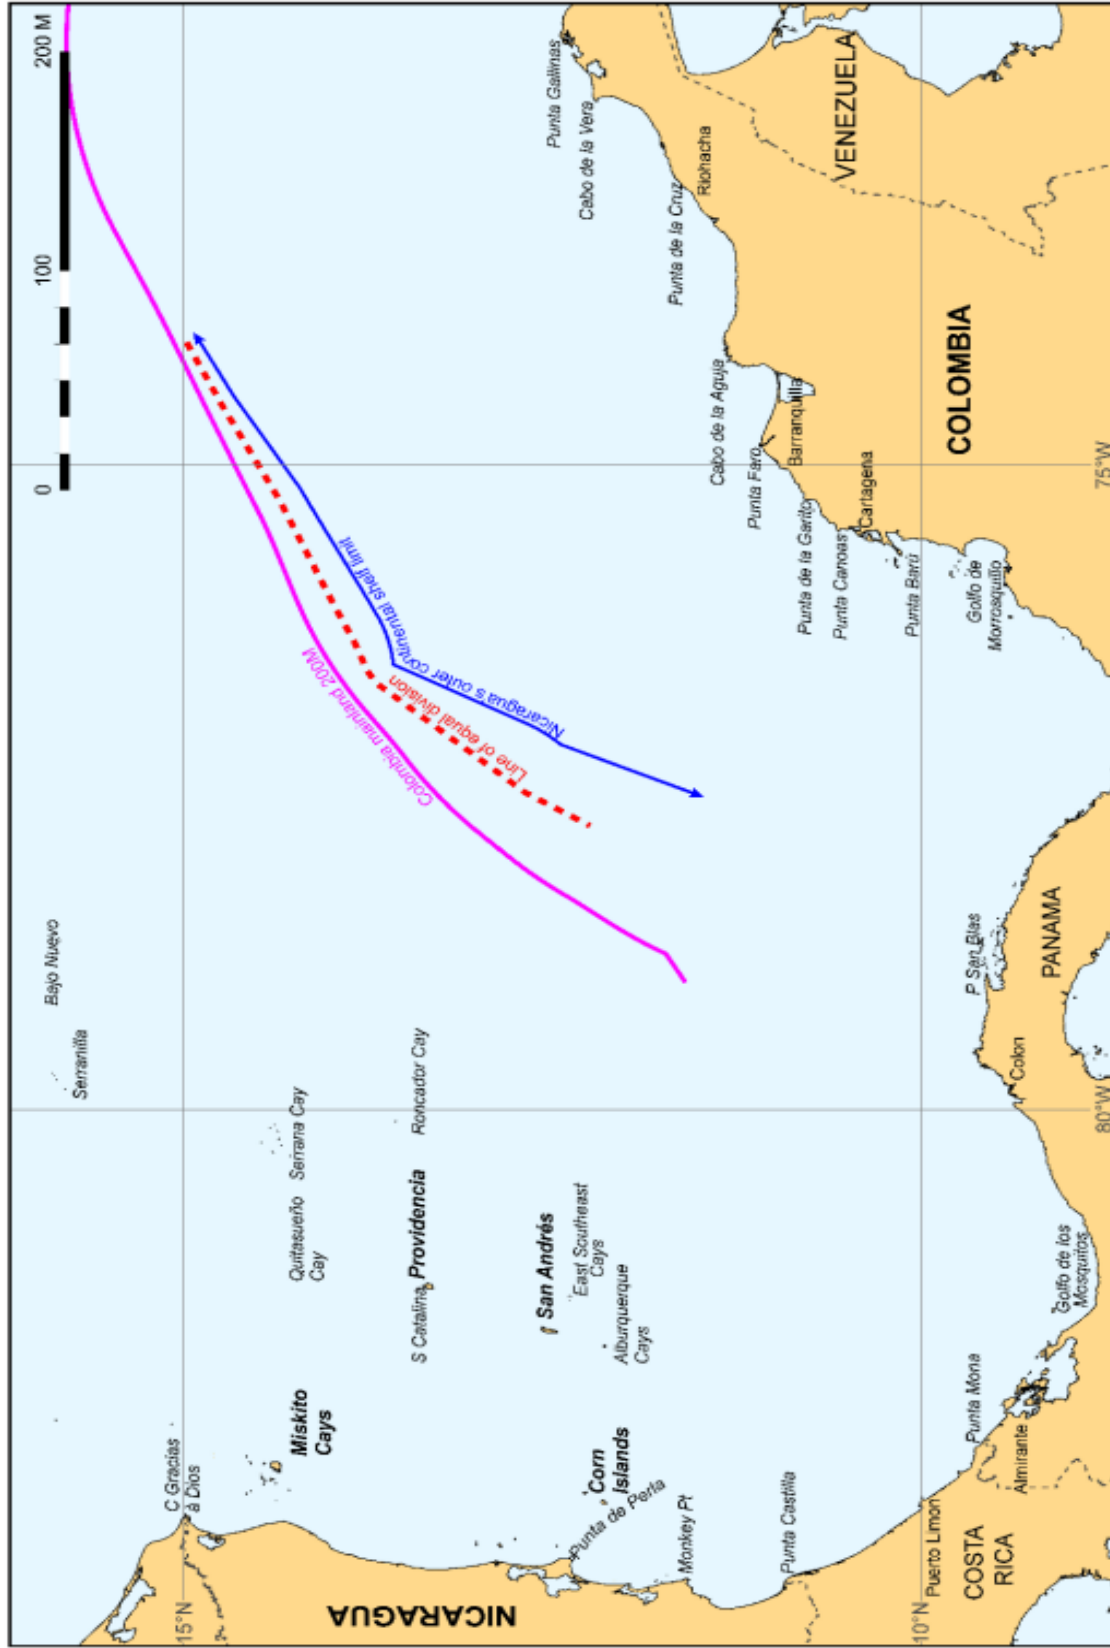 200 M
100
0
Bajo Nuevo
Serranilla
C Gracias
à Dios
15°N
Miskito
Cays
Quitasueño
Cay
Serrana Cay
Colombia mainland 200M
Line of equal division
Nicaragua's outer continental shelf limit
NICARAGUA
S Catalina
Providencia
Roncador Cay
San Andrés
East Southeast
Cays
Alburquerque
Cays
Corn
Islands
Punta de Perla
Monkey Pt
Punta Castilla
Punta Gallinas
Cabo de la Vera
Punta de la Cruz
Riohacha
VENEZUELA
Cabo de la Aguja
Punta Faro
Barranquilla
Punta de la Garito
Punta Canoas
Cartagena
Punta Barú
Golfo de
Morrosquillo
COLOMBIA
75°W
10°N
Puerto Limon
Punta Mona
COSTA
RICA
Almirante
Golfo de los
Mosquitos
80°W
Colon
P San Blas
PANAMA